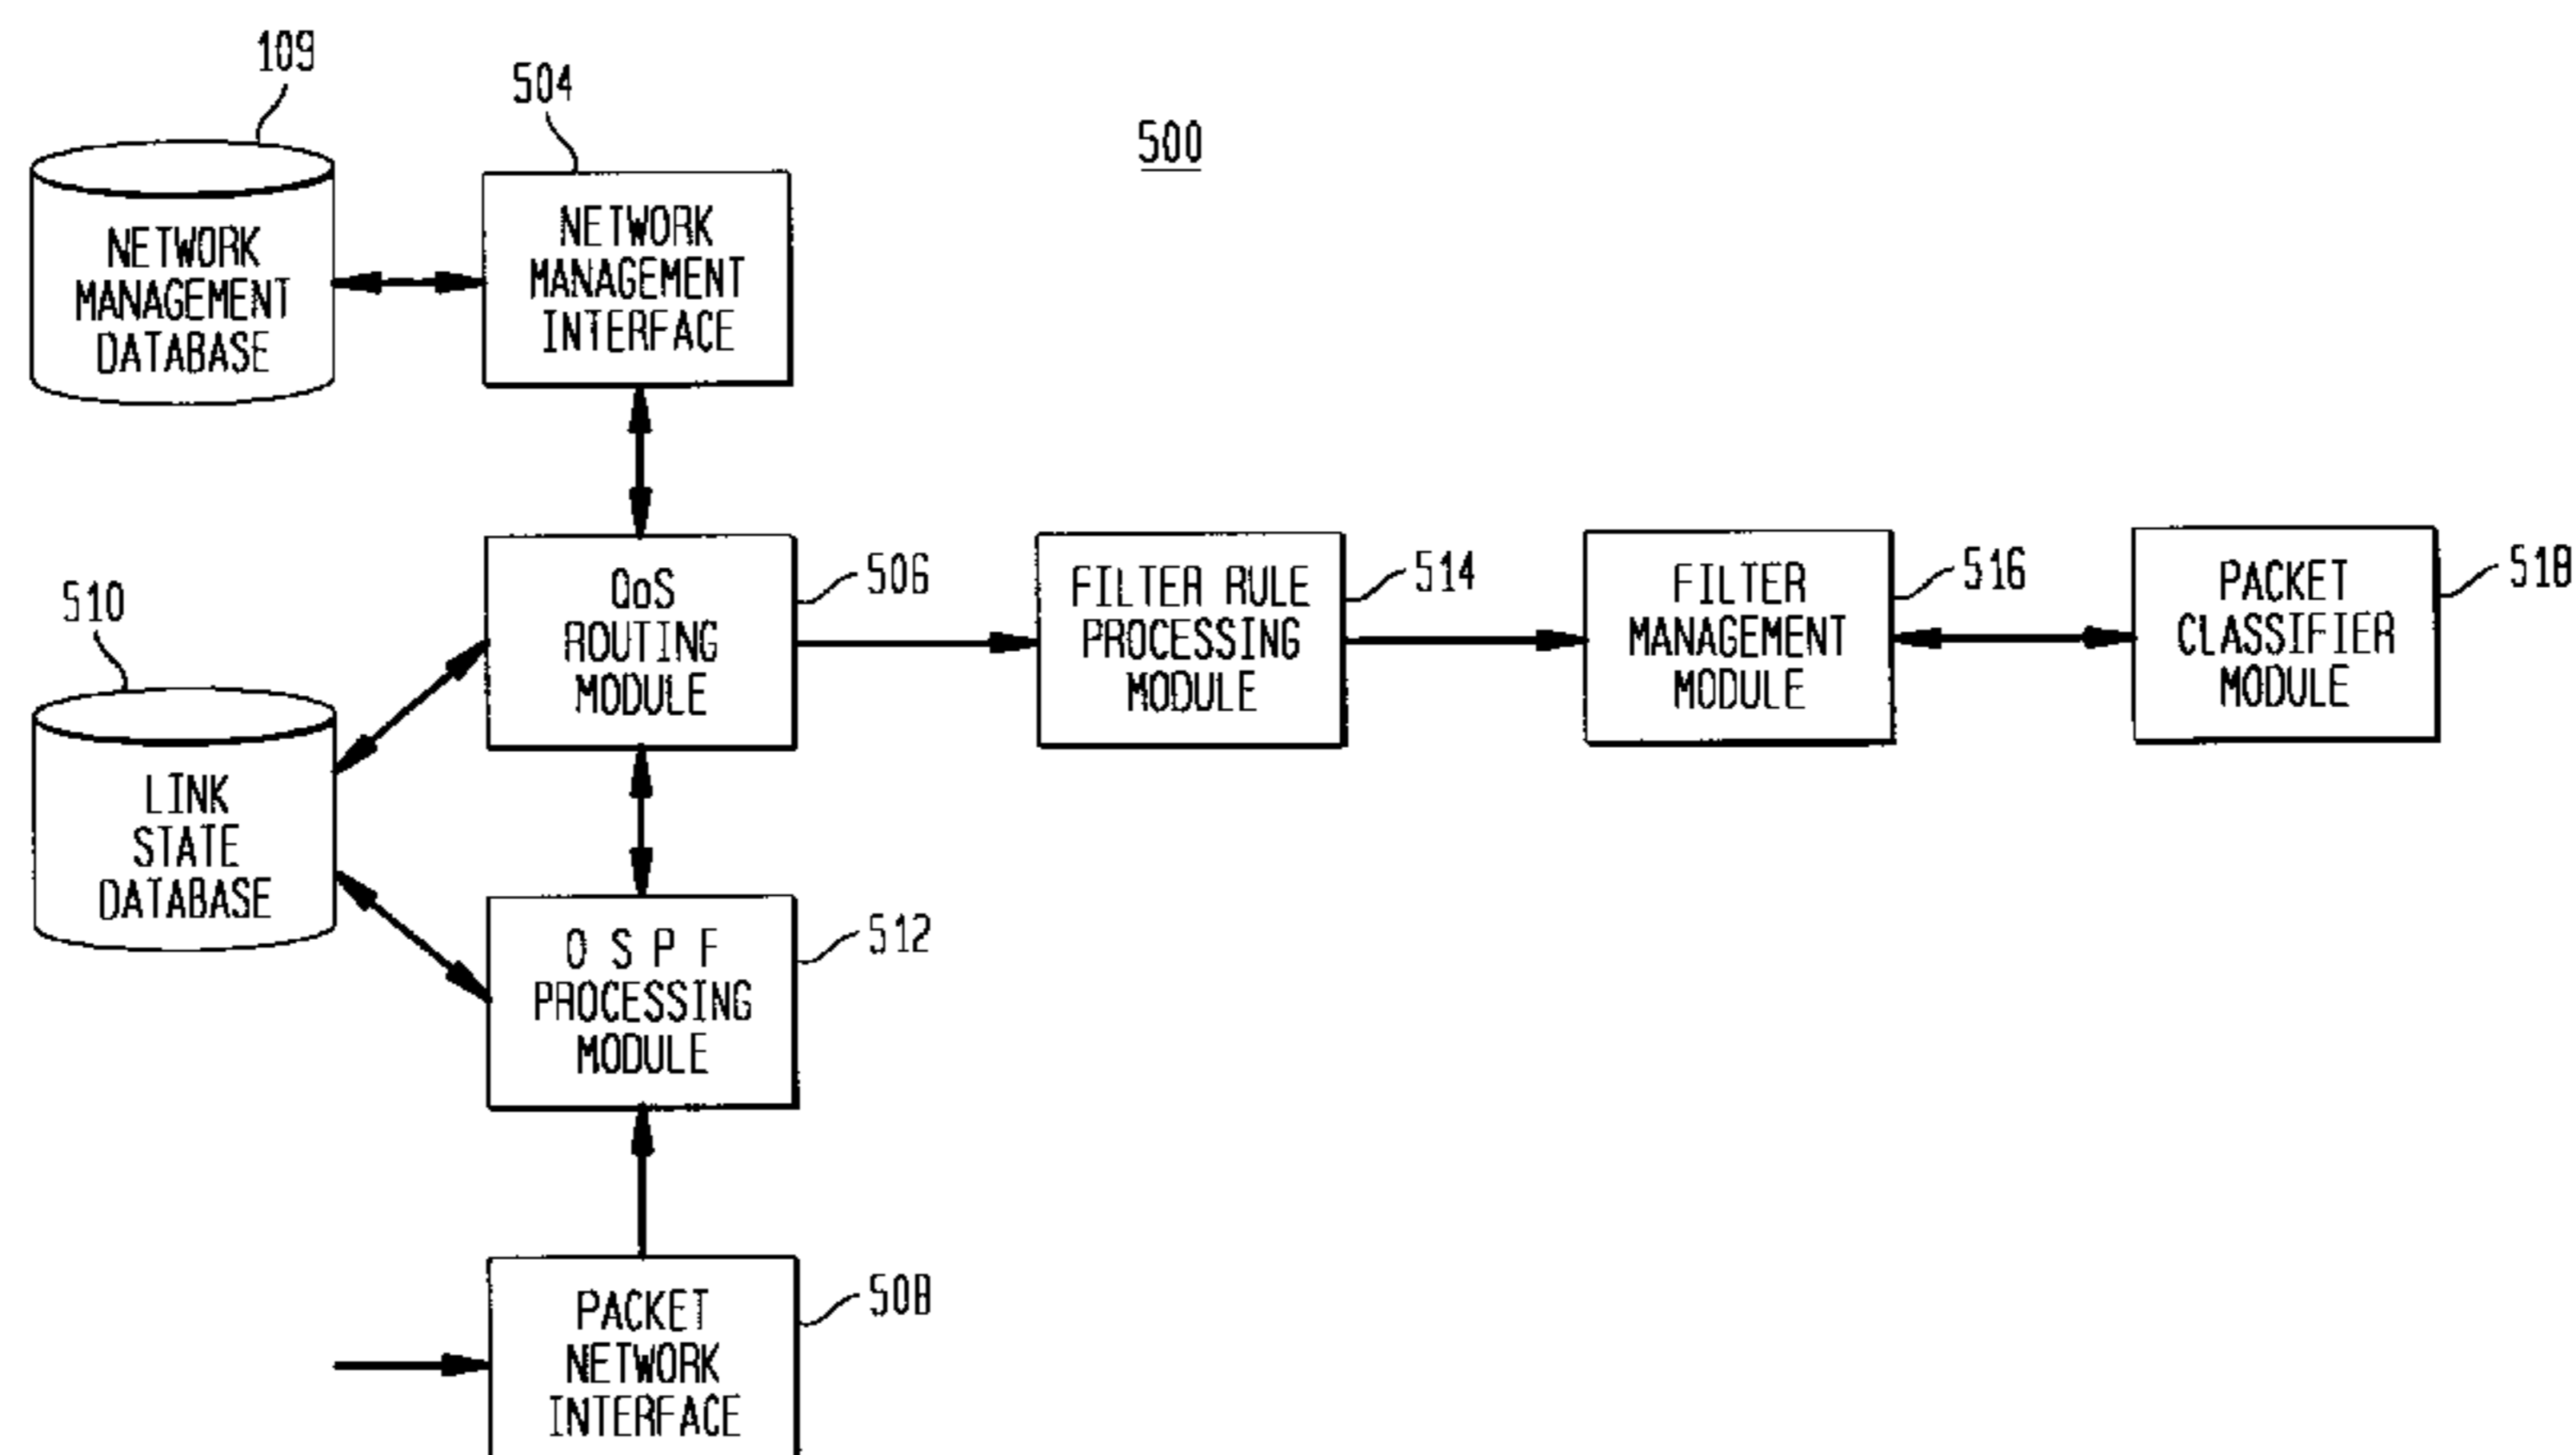 109
504
500
NETWORK
MANAGEMENT
DATABASE
NETWORK
MANAGEMENT
INTERFACE
510
QoS
ROUTING
MODULE
506
FILTER RULE
PROCESSING
MODULE
514
FILTER
MANAGEMENT
MODULE
516
PACKET
CLASSIFIER
MODULE
518
LINK
STATE
DATABASE
O S P F
PROCESSING
MODULE
512
PACKET
NETWORK
INTERFACE
508